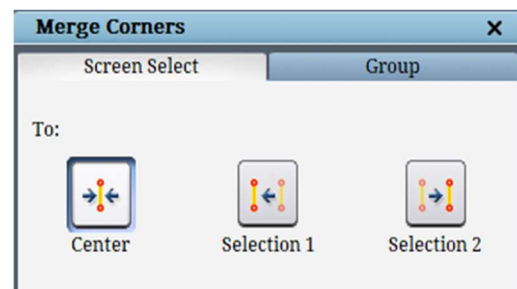 Merge Corners
Screen Select Group
To:
Center Selection 1 Selection 2